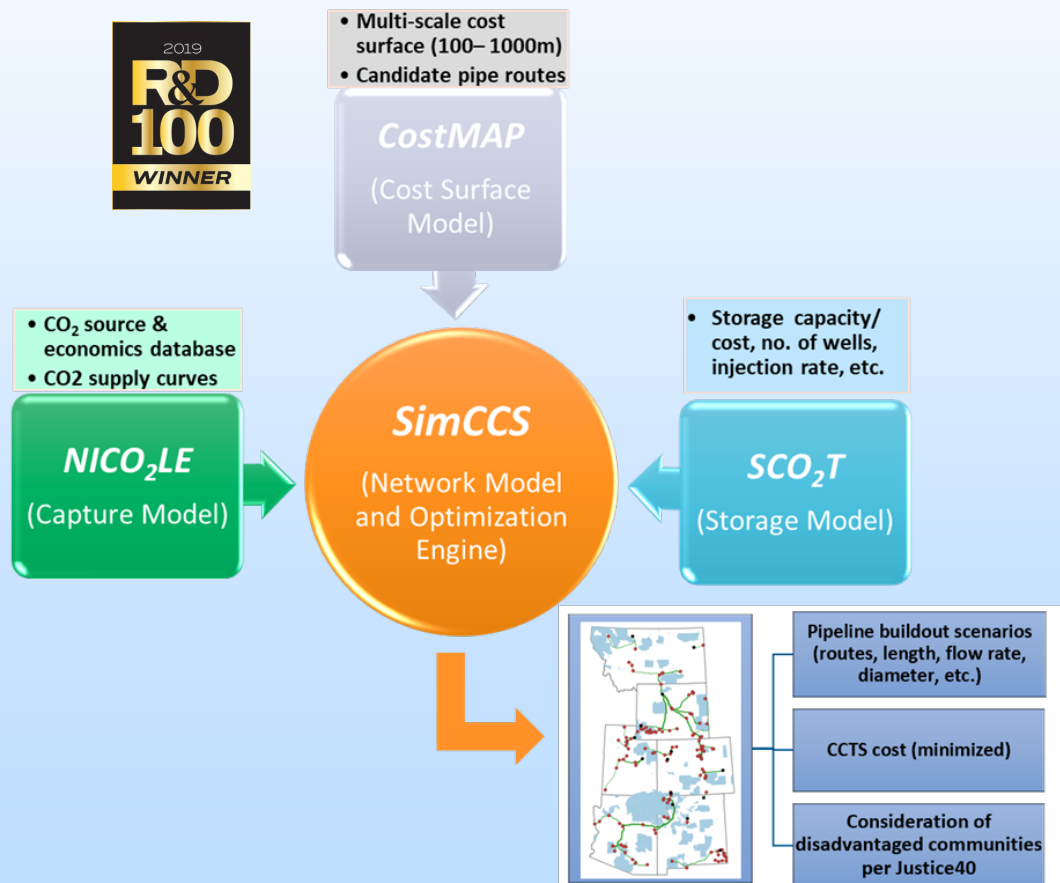 2019
R&D
100
WINNER
• Multi-scale cost
surface (100– 1000m)
• Candidate pipe routes
CostMAP
(Cost Surface
Model)
• CO₂ source &
economics database
• CO2 supply curves
NICO₂LE
(Capture Model)
SimCCS
(Network Model
and Optimization
Engine)
• Storage capacity/
cost, no. of wells,
injection rate, etc.
SCO₂T
(Storage Model)
Pipeline buildout scenarios
(routes, length, flow rate,
diameter, etc.)
CCTS cost (minimized)
Consideration of
disadvantaged communities
per Justice40